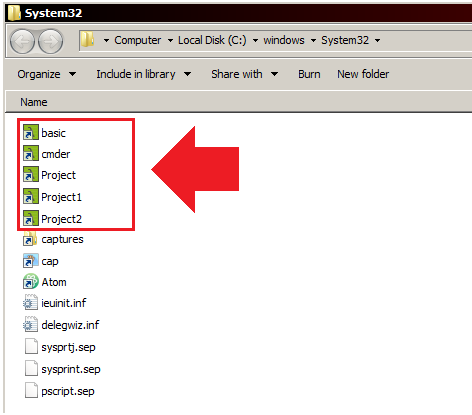 System32
Computer Local Disk (C:) windows System32
Organize Include in library Share with Burn New folder
Name
basic
cmder
Project
Project1
Project2
captures
cap
Atom
ieuinit.inf
delegwiz.inf
sysprtj.sep
sysprint.sep
pscript.sep